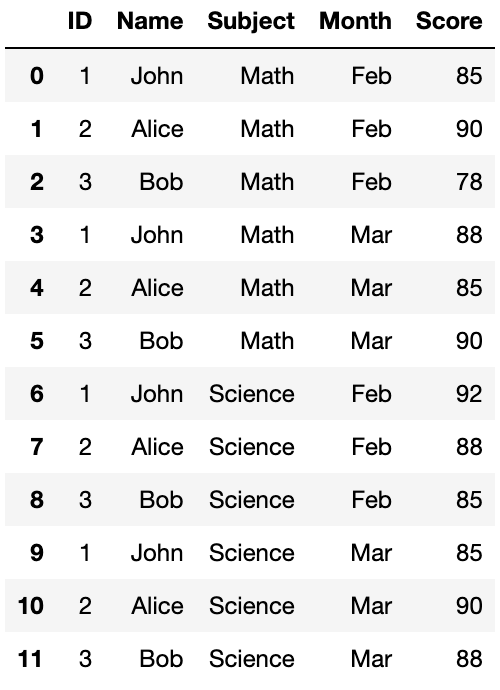 ID Name Subject Month Score
0 1 John Math Feb 85
1 2 Alice Math Feb 90
2 3 Bob Math Feb 78
3 1 John Math Mar 88
4 2 Alice Math Mar 85
5 3 Bob Math Mar 90
6 1 John Science Feb 92
7 2 Alice Science Feb 88
8 3 Bob Science Feb 85
9 1 John Science Mar 85
10 2 Alice Science Mar 90
11 3 Bob Science Mar 88